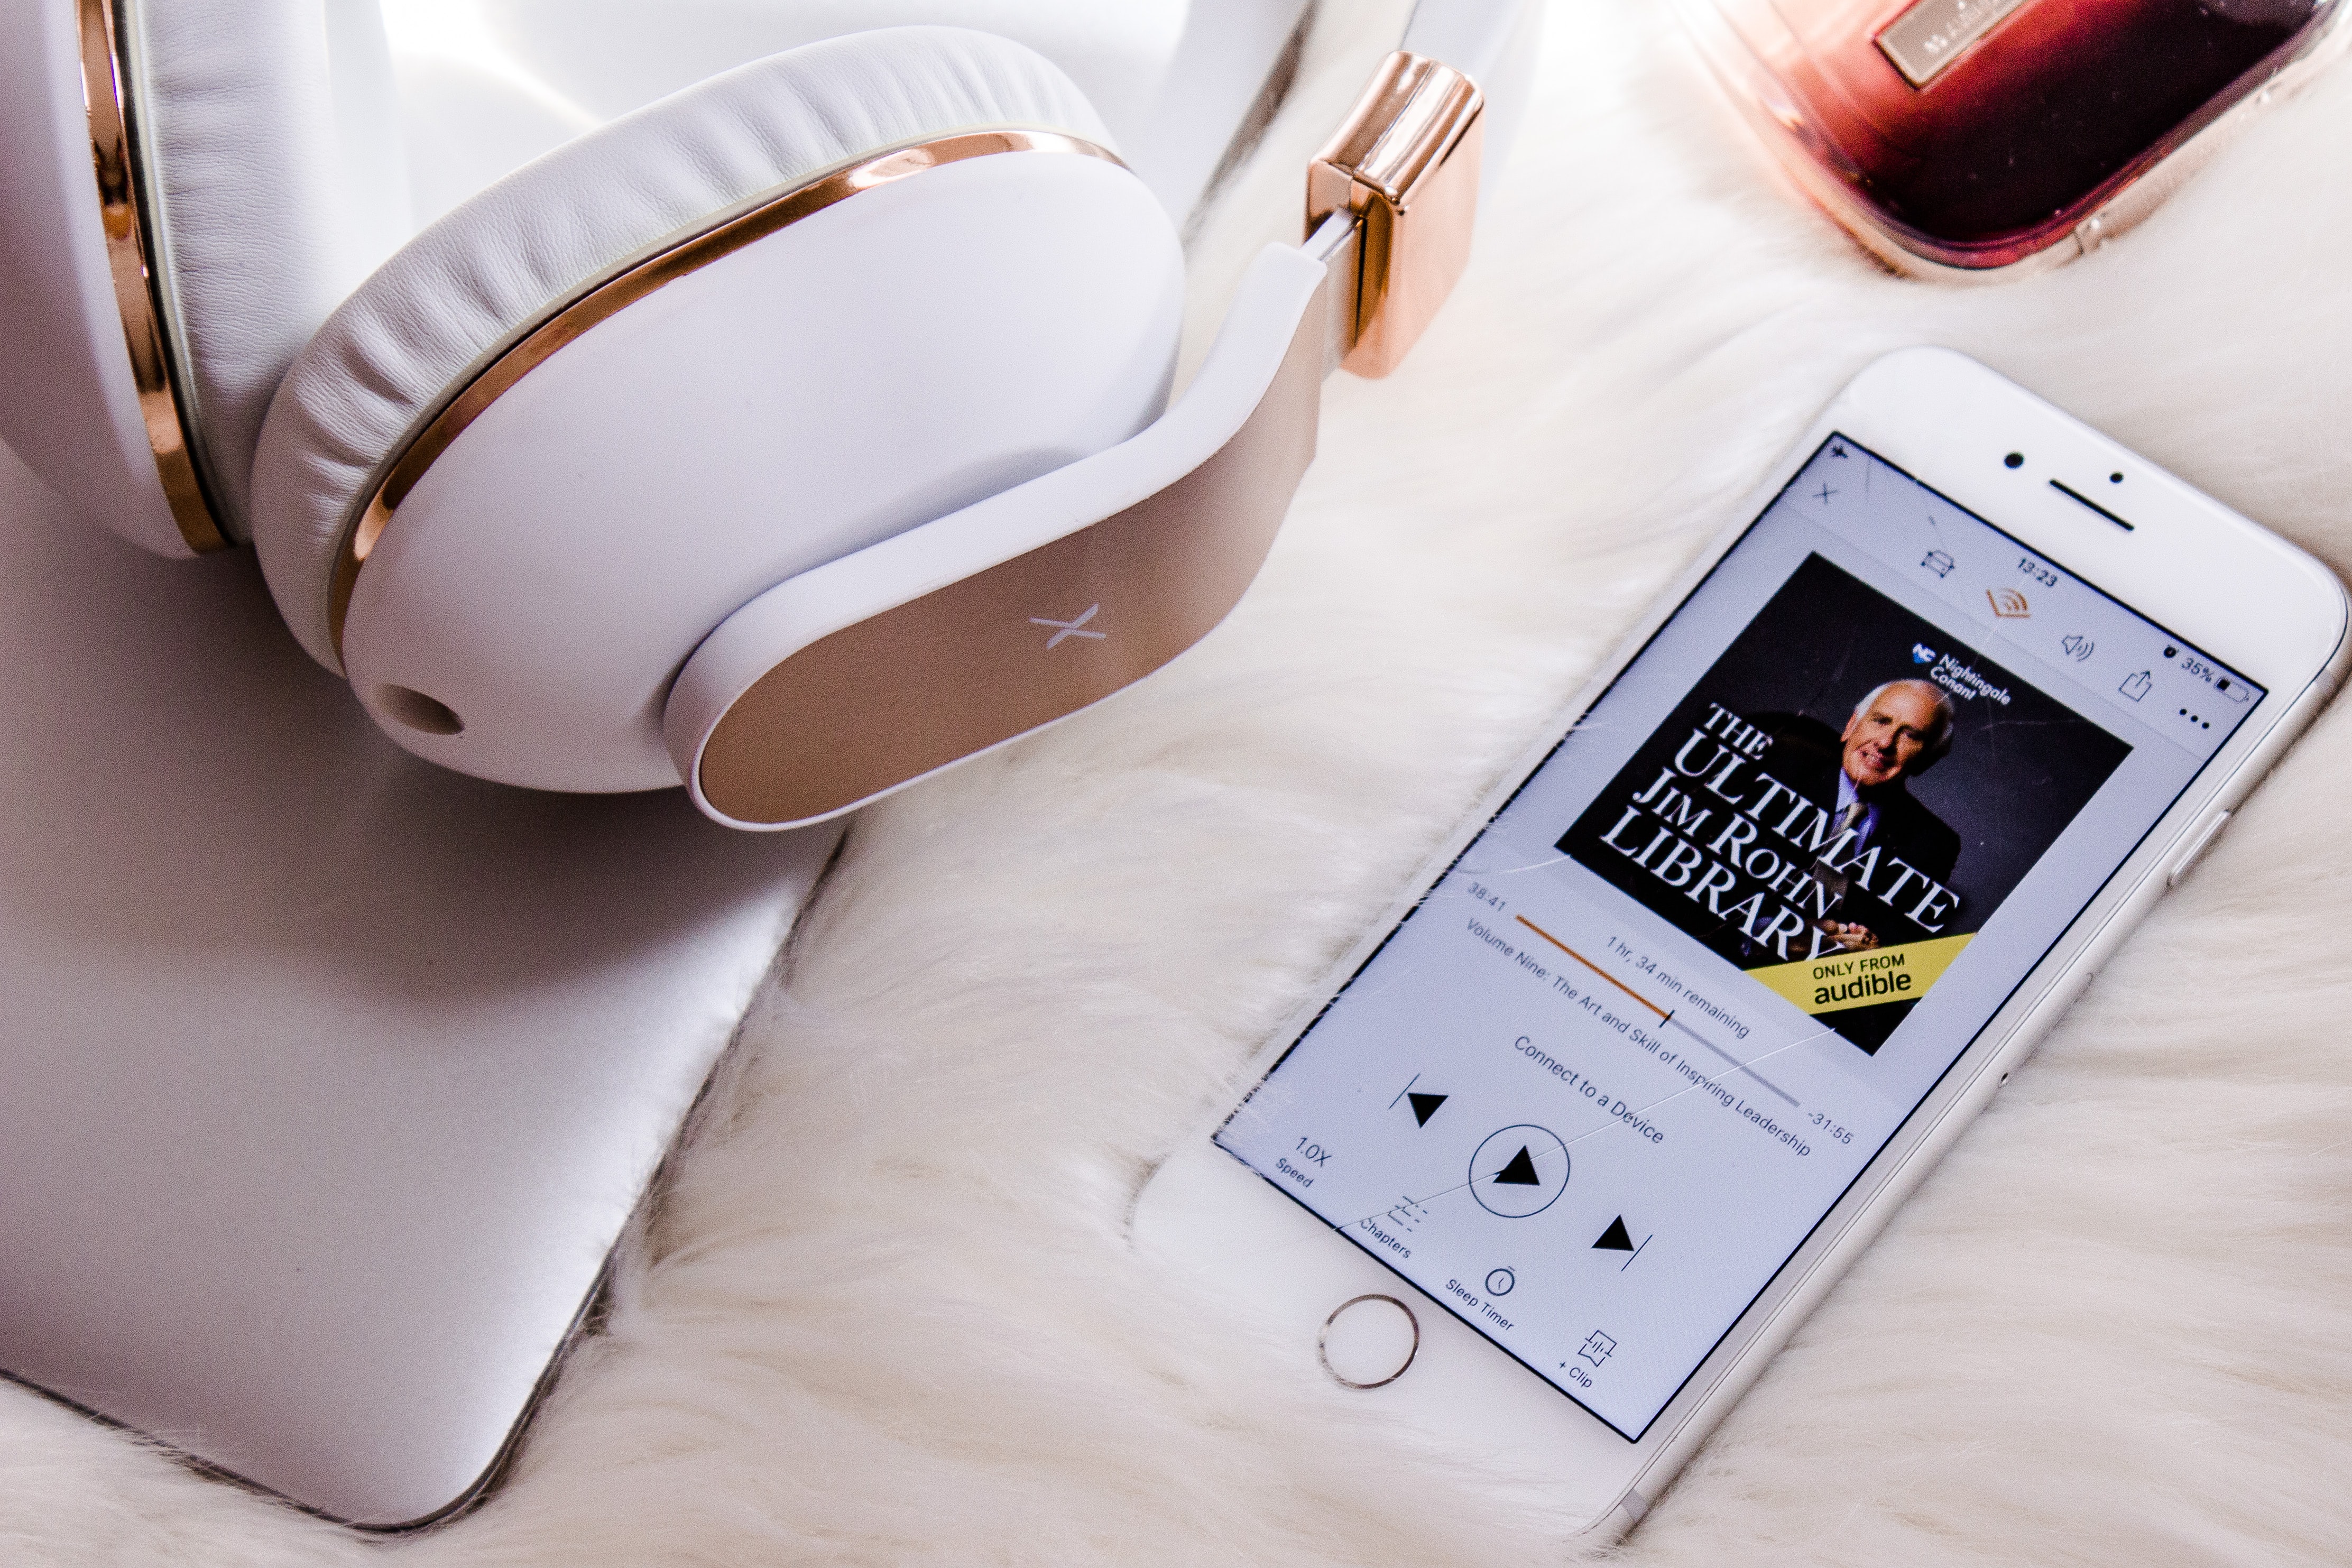 13:23
35%
NC Nightingale
Conant
THE
ULTIMATE
JIM ROHN
LIBRARY
ONLY FROM
audible
38:41
1 hr, 34 min remaining
-31:55
Volume Nine: The Art and Skill of Inspiring Leadership
Connect to a Device
1.0X
Speed
Chapters
Sleep Timer
+ Clip